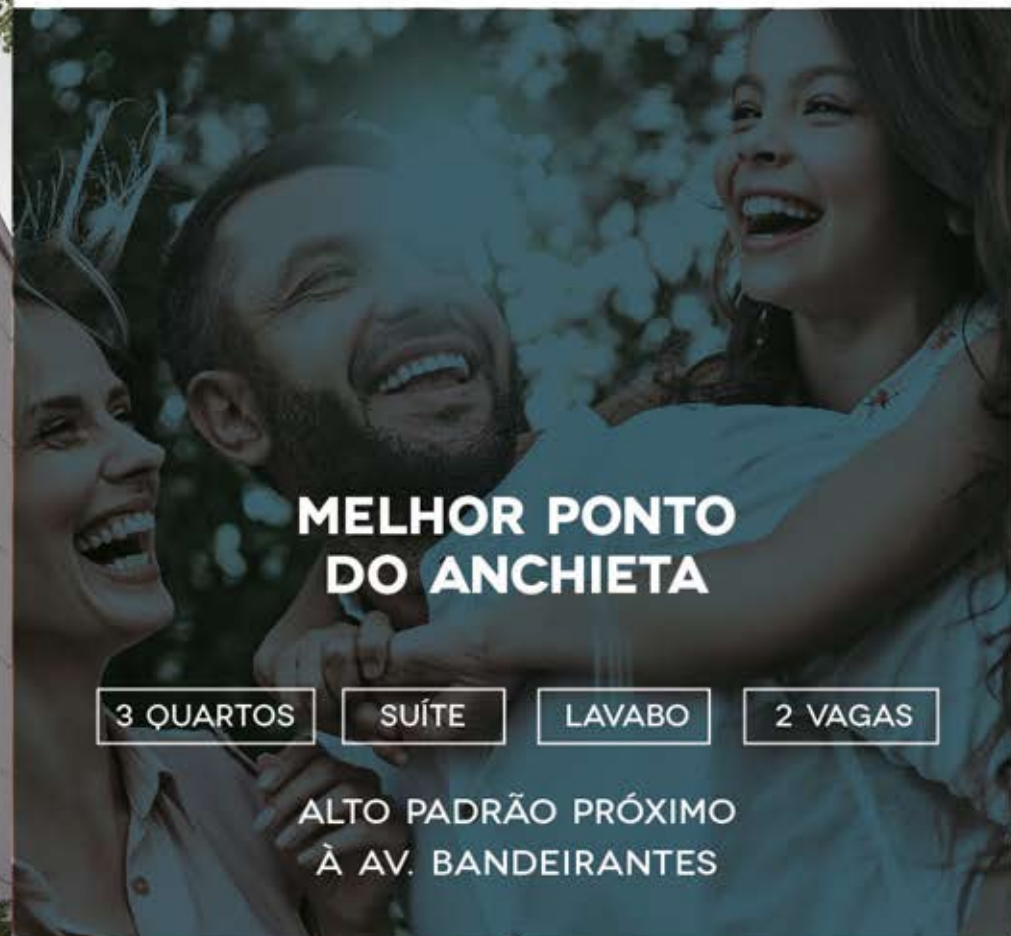 MELHOR PONTO
DO ANCHIETA
3 QUARTOS
SUÍTE
LAVABO
2 VAGAS
ALTO PADRÃO PRÓXIMO
À AV. BANDEIRANTES